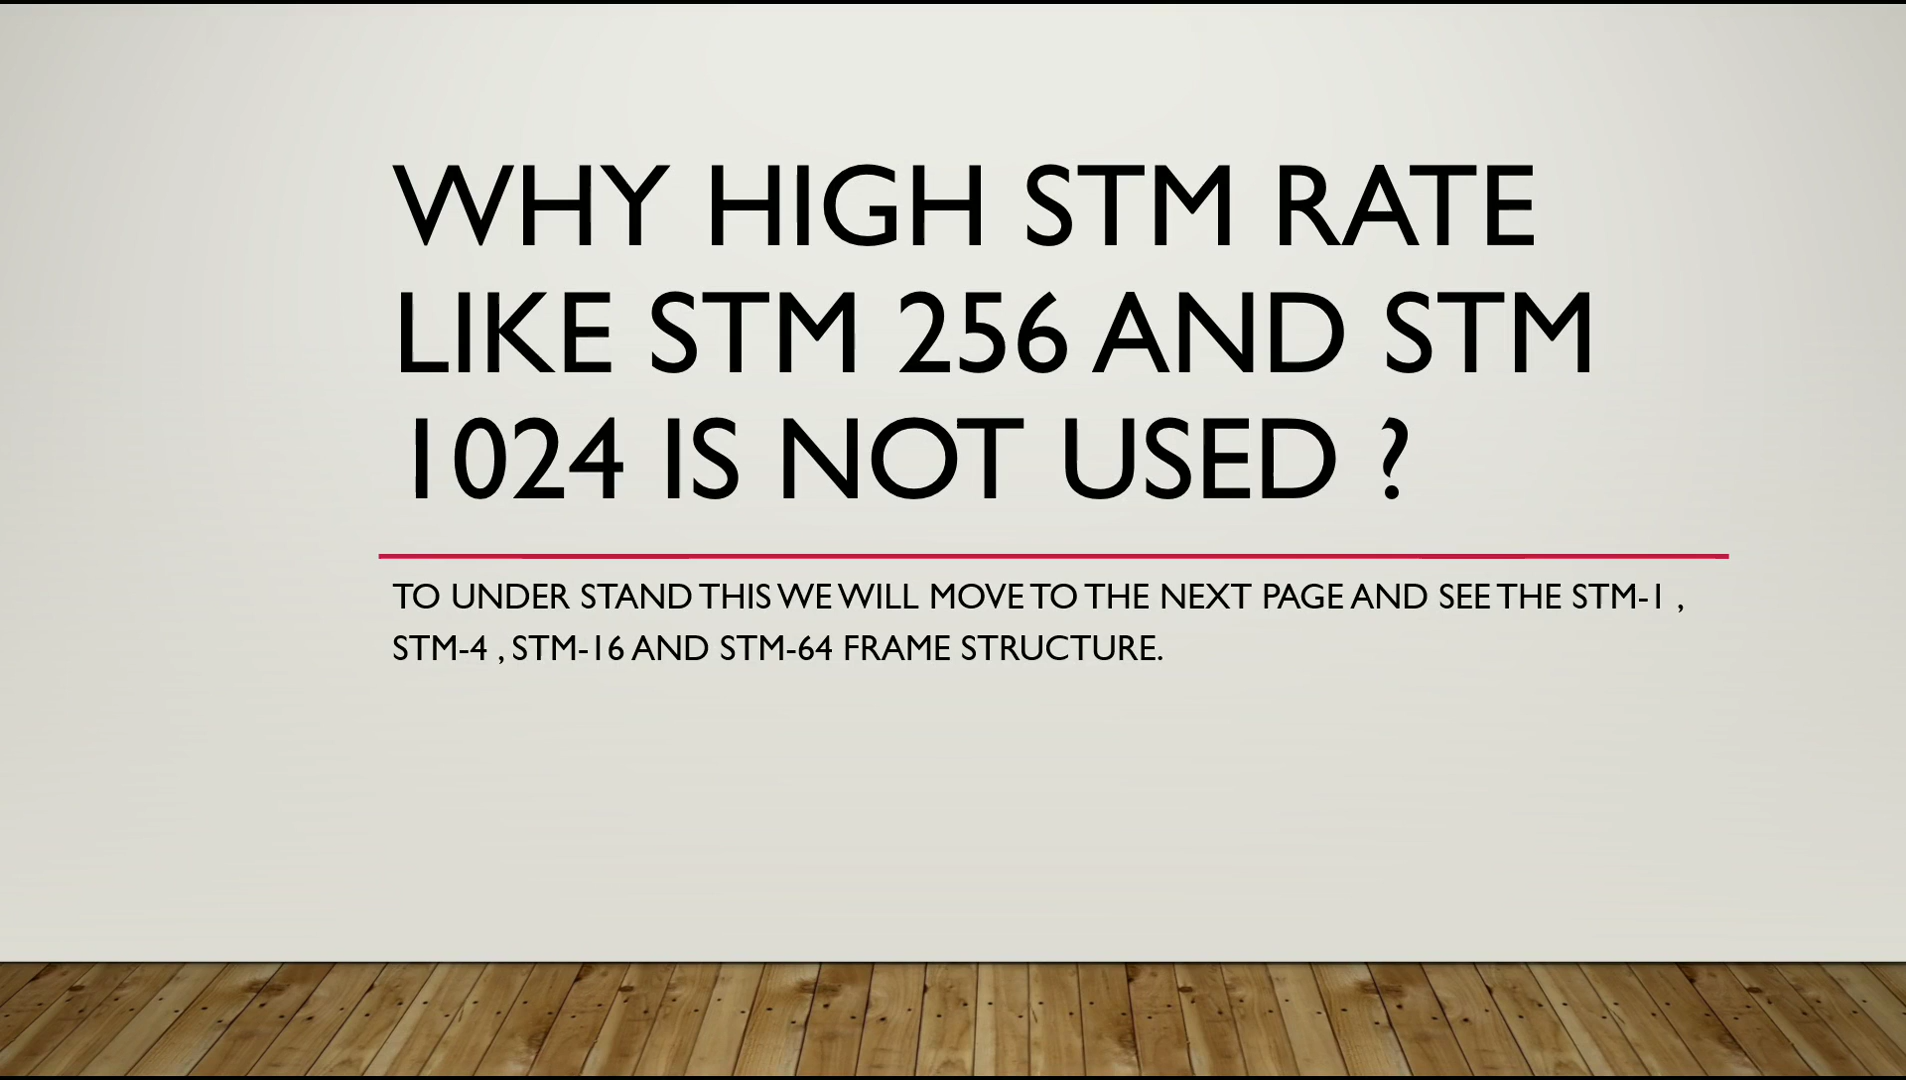 WHY HIGH STM RATE
LIKE STM 256 AND STM
1024 IS NOT USED ?
TO UNDER STAND THIS WE WILL MOVE TO THE NEXT PAGE AND SEE THE STM-1 ,
STM-4 , STM-16 AND STM-64 FRAME STRUCTURE.